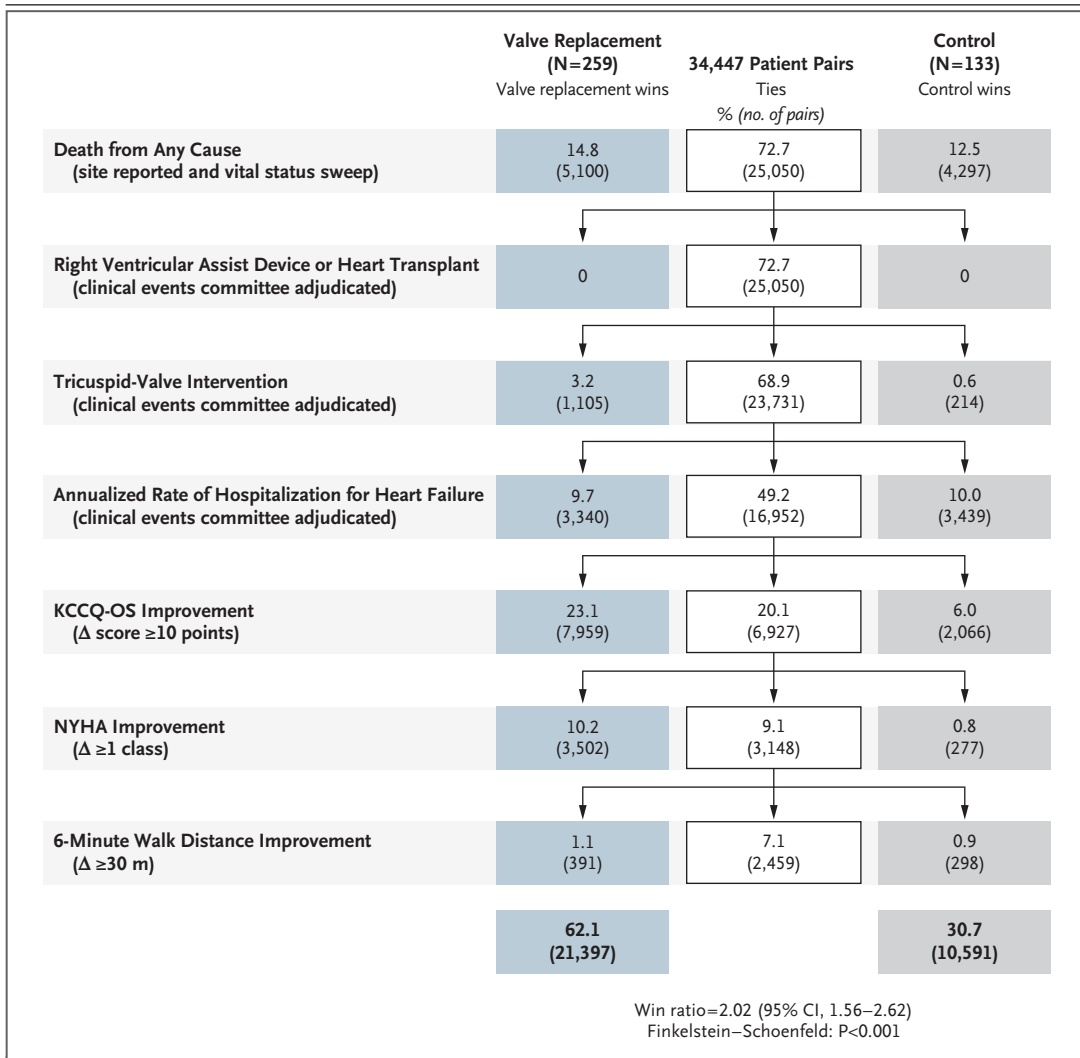 Valve Replacement
(N=259)
Valve replacement wins
34,447 Patient Pairs
Ties
% (no. of pairs)
Control
(N=133)
Control wins
Death from Any Cause
(site reported and vital status sweep)
14.8
(5,100)
72.7
(25,050)
12.5
(4,297)
Right Ventricular Assist Device or Heart Transplant
(clinical events committee adjudicated)
0
72.7
(25,050)
0
Tricuspid-Valve Intervention
(clinical events committee adjudicated)
3.2
(1,105)
68.9
(23,731)
0.6
(214)
Annualized Rate of Hospitalization for Heart Failure
(clinical events committee adjudicated)
9.7
(3,340)
49.2
(16,952)
10.0
(3,439)
KCCQ-OS Improvement
(Δ score ≥10 points)
23.1
(7,959)
20.1
(6,927)
6.0
(2,066)
NYHA Improvement
(Δ ≥1 class)
10.2
(3,502)
9.1
(3,148)
0.8
(277)
6-Minute Walk Distance Improvement
(Δ ≥30 m)
1.1
(391)
7.1
(2,459)
0.9
(298)
62.1
(21,397)
30.7
(10,591)
Win ratio=2.02 (95% CI, 1.56–2.62)
Finkelstein–Schoenfeld: P<0.001